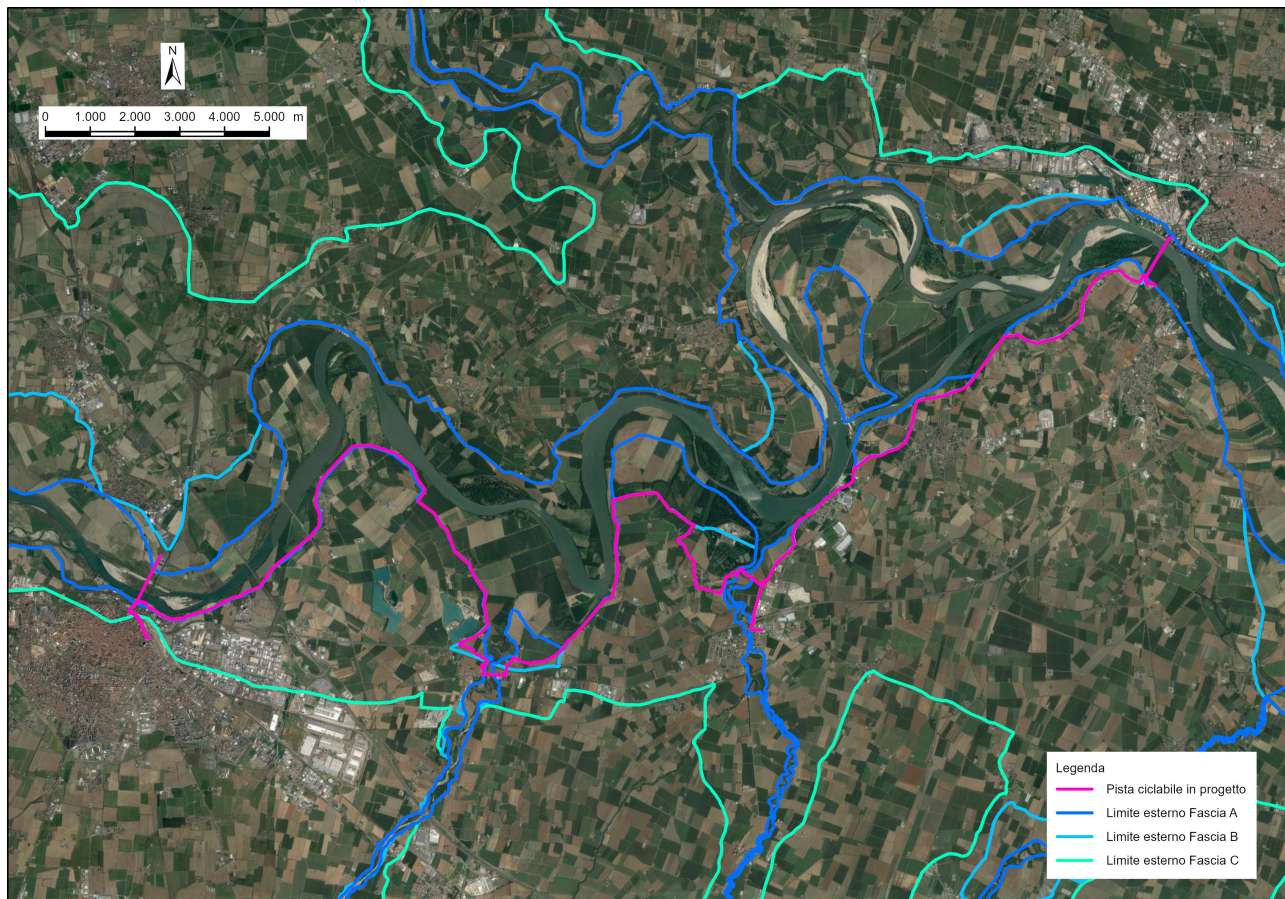 N
0 1.000 2.000 3.000 4.000 5.000 m
Legenda
Pista ciclabile in progetto
Limite esterno Fascia A
Limite esterno Fascia B
Limite esterno Fascia C